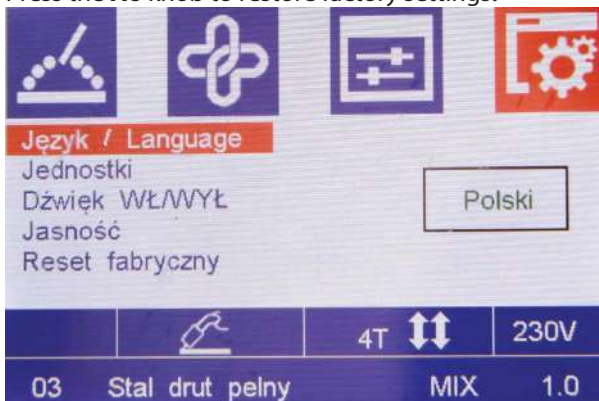 Press the N3 knob to restore factory settings.
Język / Language
Jednostki
Dźwięk WŁ/WYŁ
Polski
Jasność
Reset fabryczny
4T 230V
03 Stal drut pelny MIX 1.0